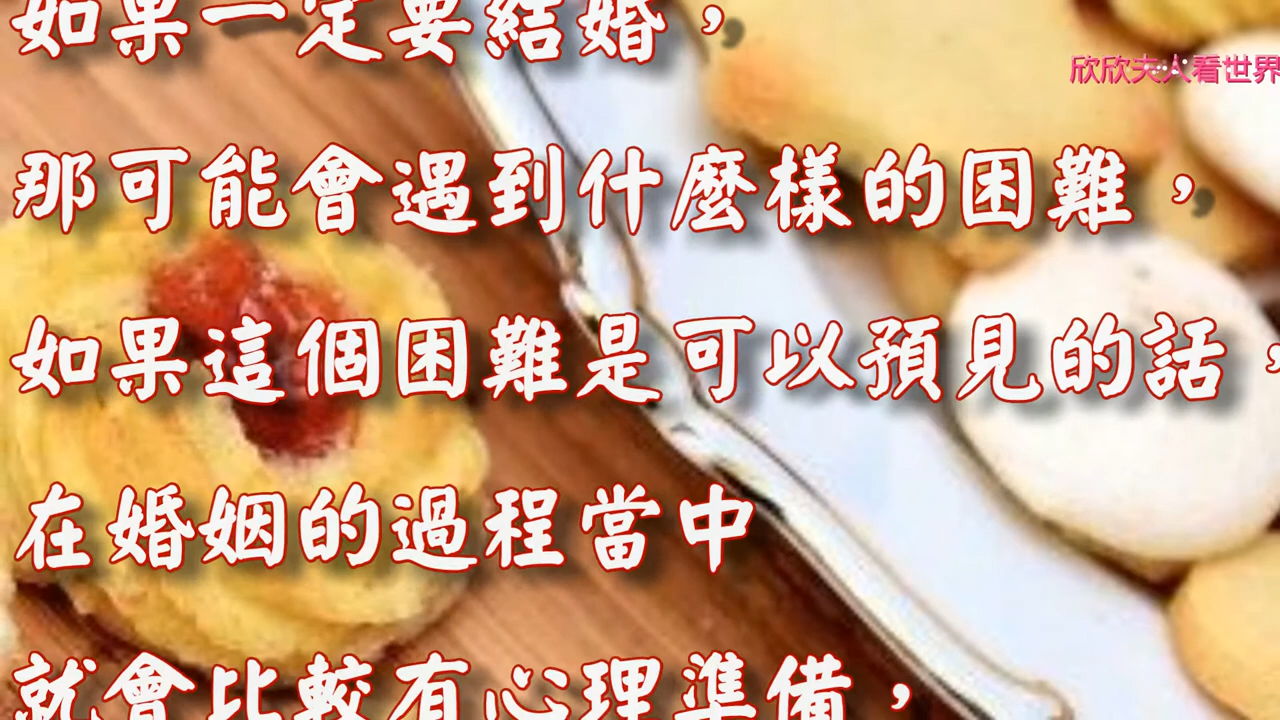 如果一定要結婚，
欣欣夫人看世界
那可能會遇到什麼樣的困難，
如果這個困難是可以預見的話，
在婚姻的過程當中
就會比較有心理準備，